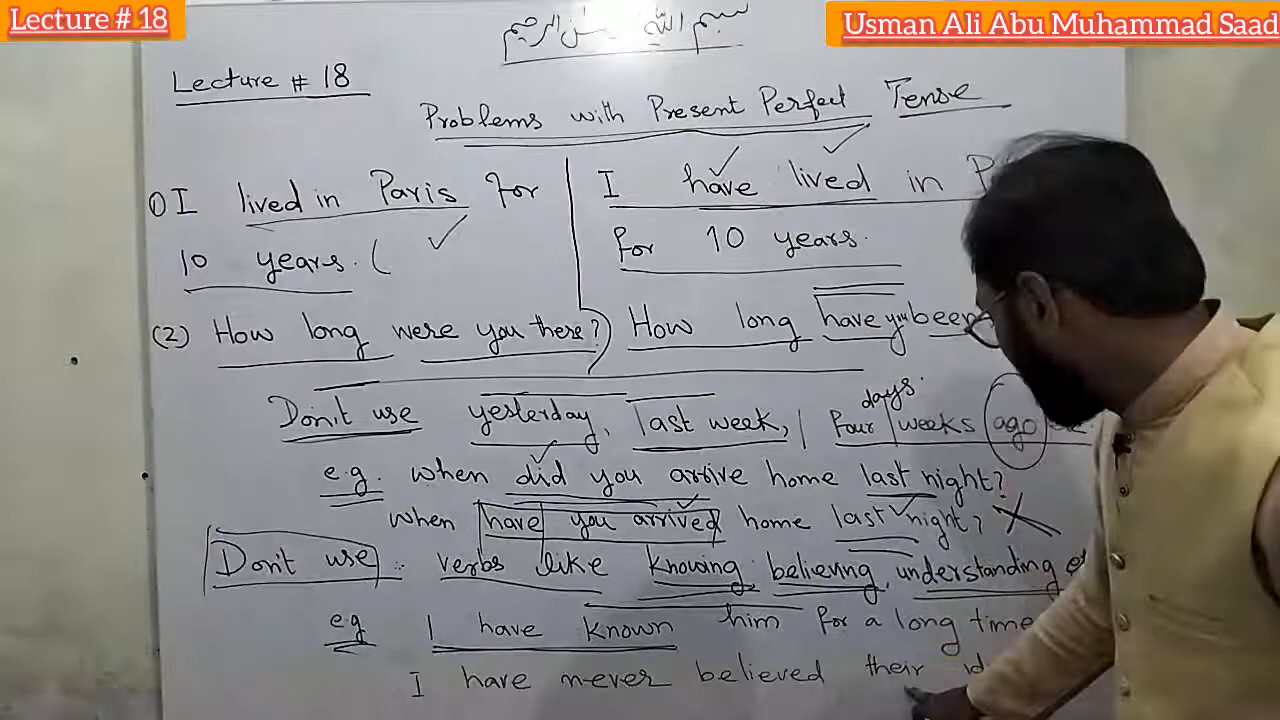 Lecture # 18
Usman Ali Abu Muhammad Saad
بسم اللہ الرحمن الرحیم
Lecture # 18
Problems with Present Perfect Tense
1) I lived in Paris for
10 years. (
I have lived in P
for 10 years.
(2) How long were you there?
How long have you been
Don't use yesterday, last week, | Four days | weeks ago
e.g. when did you arrive home last night?
when have you arrived home last night?
Don't use :. verbs like knowing, believing, understanding
e.g I have known him for a long time
I have never believed their